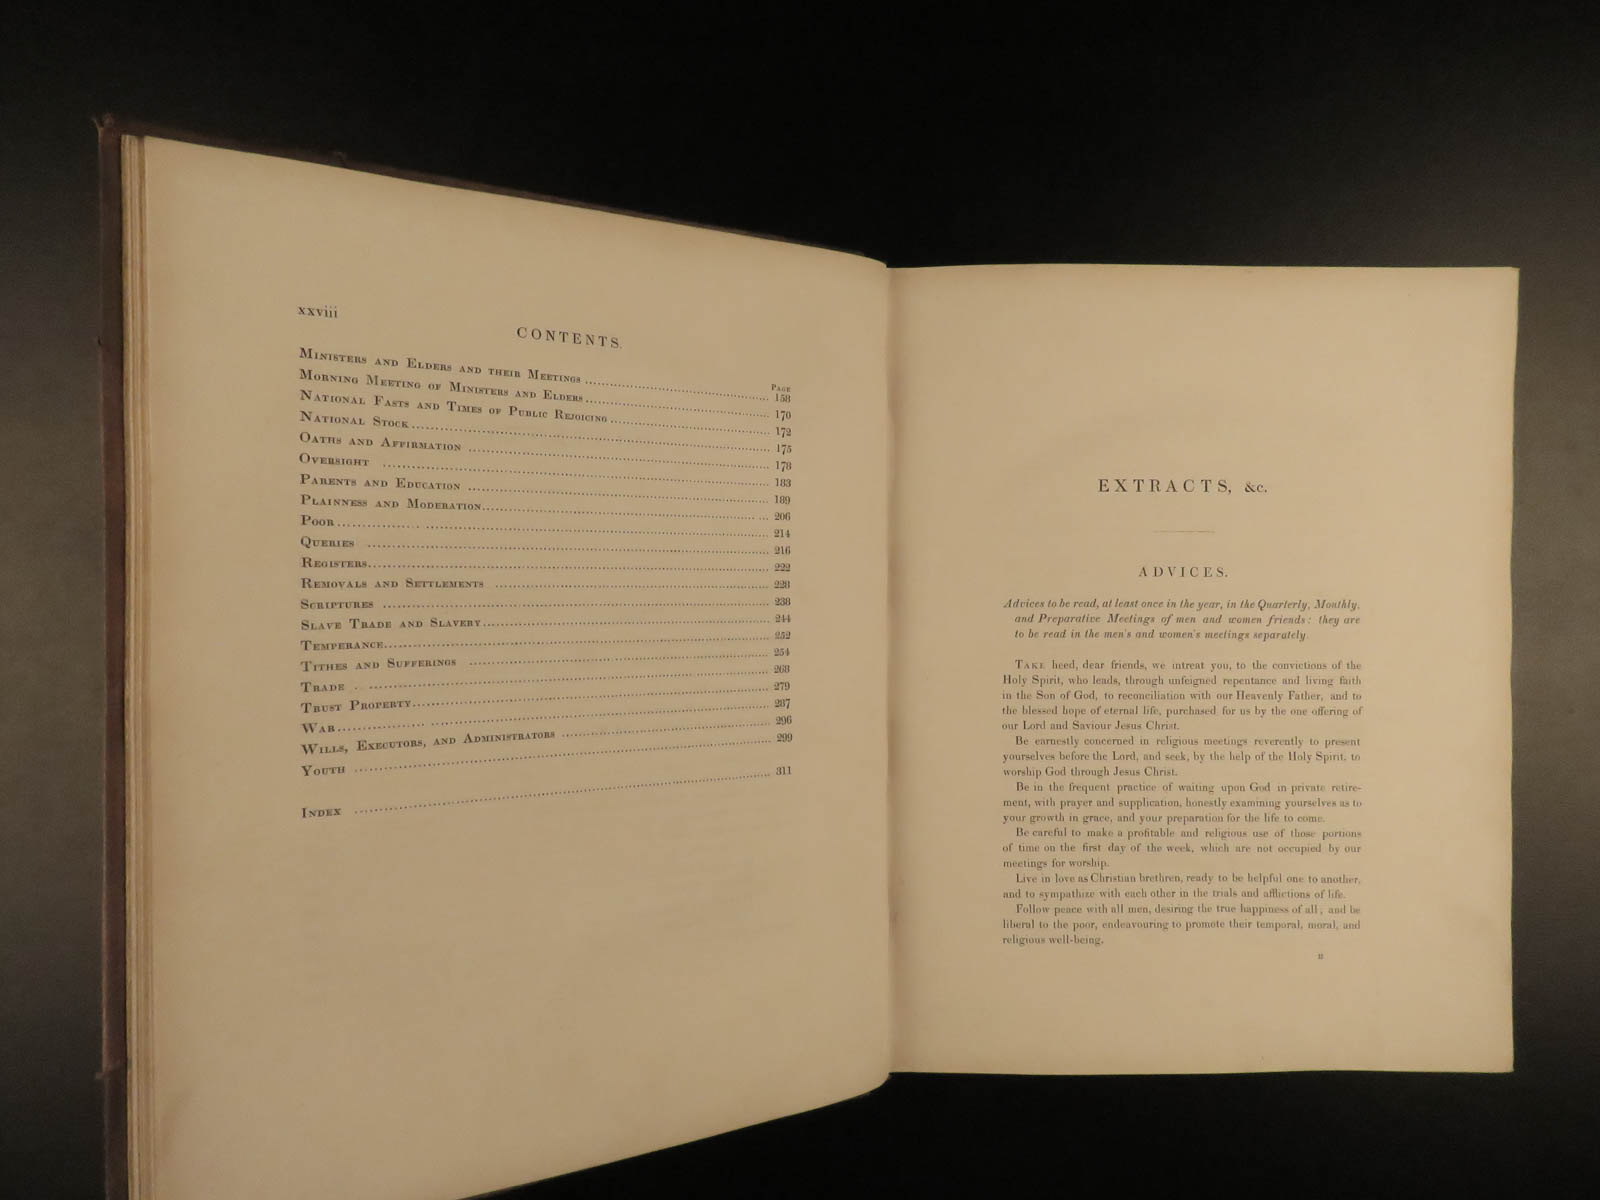 xxviii
CONTENTS.
PAGE
MINISTERS AND ELDERS AND THEIR MEETINGS ........ 158
MORNING MEETING OF MINISTERS AND ELDERS ........ 170
NATIONAL FASTS AND TIMES OF PUBLIC REJOICING ........ 172
NATIONAL STOCK ........ 175
OATHS AND AFFIRMATION ........ 178
OVERSIGHT ........ 183
PARENTS AND EDUCATION ........ 189
PLAINNESS AND MODERATION ........ 206
POOR ........ 214
QUERIES ........ 216
REGISTERS ........ 222
REMOVALS AND SETTLEMENTS ........ 228
SCRIPTURES ........ 238
SLAVE TRADE AND SLAVERY ........ 244
TEMPERANCE ........ 252
TITHES AND SUFFERINGS ........ 254
TRADE ........ 268
TRUST PROPERTY ........ 279
WAR ........ 287
WILLS, EXECUTORS, AND ADMINISTRATORS ........ 296
YOUTH ........ 299
INDEX ........ 311
EXTRACTS, &c.
ADVICES.
Advices to be read, at least once in the year, in the Quarterly, Monthly,
and Preparative Meetings of men and women friends: they are
to be read in the men's and women's meetings separately.
TAKE heed, dear friends, we intreat you, to the convictions of the
Holy Spirit, who leads, through unfeigned repentance and living faith
in the Son of God, to reconciliation with our Heavenly Father, and to
the blessed hope of eternal life, purchased for us by the one offering of
our Lord and Saviour Jesus Christ.
Be earnestly concerned in religious meetings reverently to present
yourselves before the Lord, and seek, by the help of the Holy Spirit, to
worship God through Jesus Christ.
Be in the frequent practice of waiting upon God in private retire-
ment, with prayer and supplication, honestly examining yourselves as to
your growth in grace, and your preparation for the life to come.
Be careful to make a profitable and religious use of those portions
of time on the first day of the week, which are not occupied by our
meetings for worship.
Live in love as Christian brethren, ready to be helpful one to another,
and to sympathize with each other in the trials and afflictions of life.
Follow peace with all men, desiring the true happiness of all; and be
liberal to the poor, endeavouring to promote their temporal, moral, and
religious well-being.
B